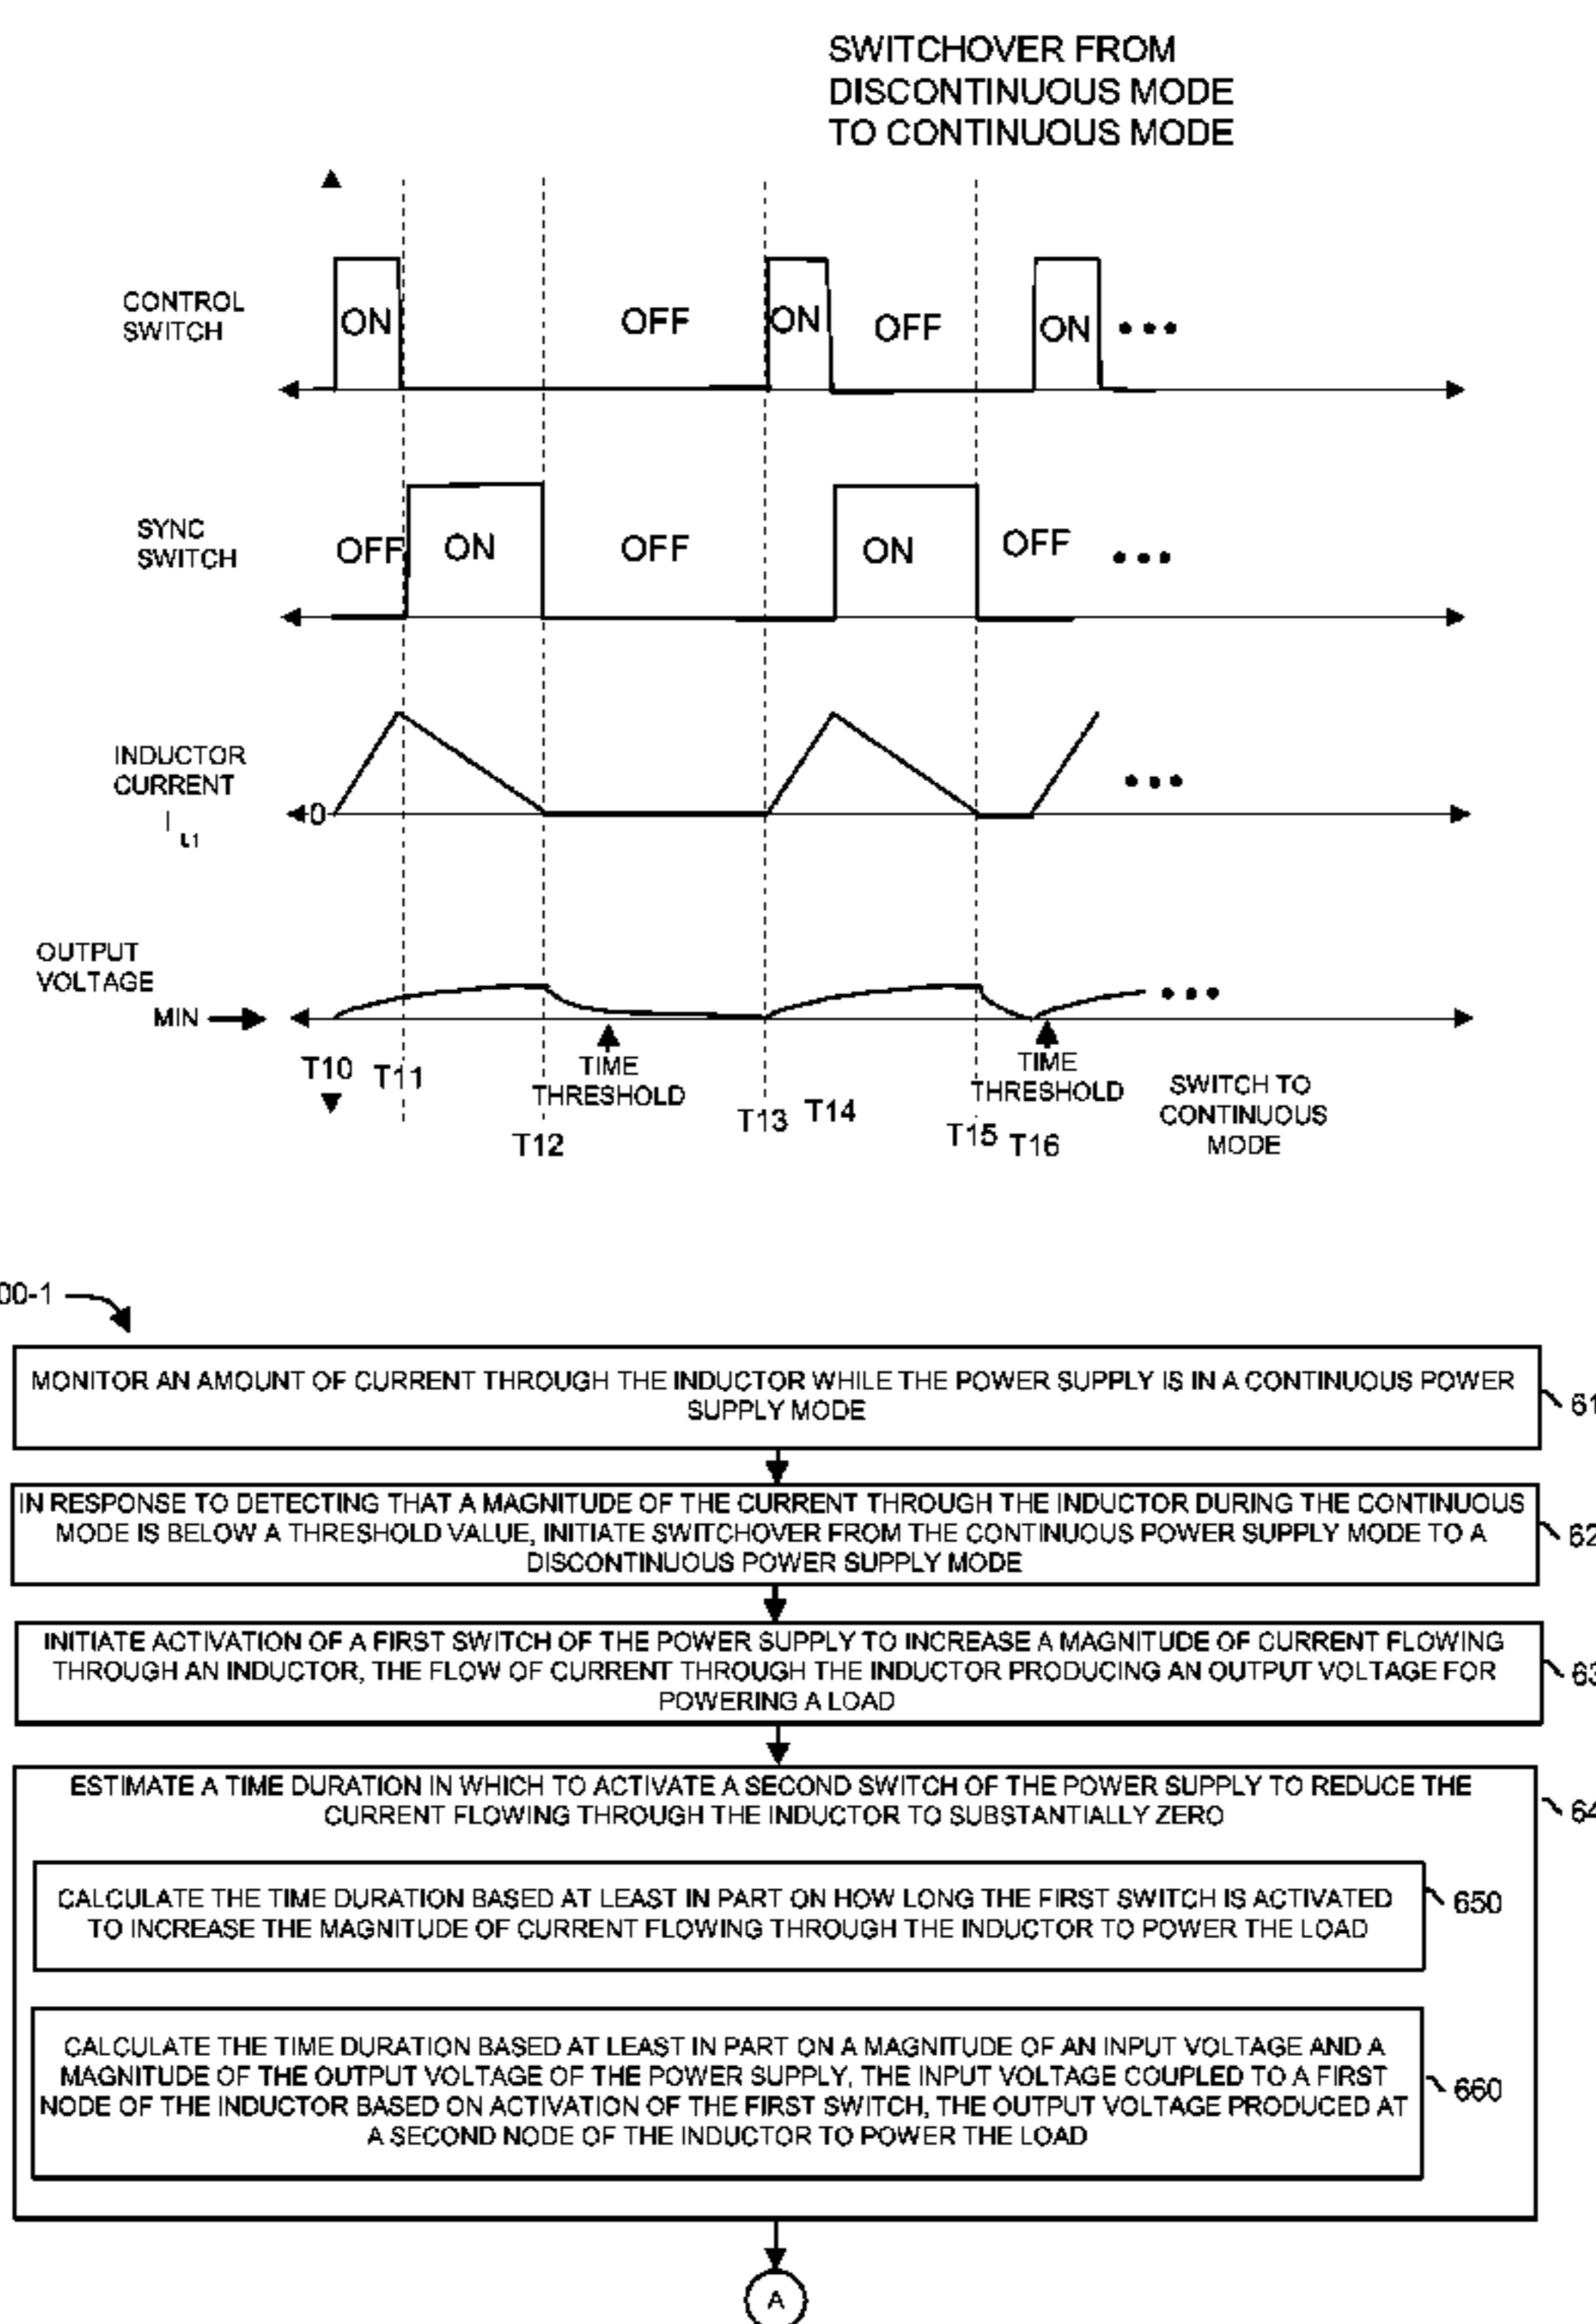 SWITCHOVER FROM
DISCONTINUOUS MODE
TO CONTINUOUS MODE
CONTROL
SWITCH
ON
OFF
ON
OFF
ON
SYNC
SWITCH
OFF
ON
OFF
ON
OFF
INDUCTOR
CURRENT
I L1
0
OUTPUT
VOLTAGE
MIN
T10
T11
TIME
THRESHOLD
T12
T13
T14
TIME
THRESHOLD
T15
T16
SWITCH TO
CONTINUOUS
MODE
00-1
MONITOR AN AMOUNT OF CURRENT THROUGH THE INDUCTOR WHILE THE POWER SUPPLY IS IN A CONTINUOUS POWER
SUPPLY MODE
61
IN RESPONSE TO DETECTING THAT A MAGNITUDE OF THE CURRENT THROUGH THE INDUCTOR DURING THE CONTINUOUS
MODE IS BELOW A THRESHOLD VALUE, INITIATE SWITCHOVER FROM THE CONTINUOUS POWER SUPPLY MODE TO A
DISCONTINUOUS POWER SUPPLY MODE
62
INITIATE ACTIVATION OF A FIRST SWITCH OF THE POWER SUPPLY TO INCREASE A MAGNITUDE OF CURRENT FLOWING
THROUGH AN INDUCTOR, THE FLOW OF CURRENT THROUGH THE INDUCTOR PRODUCING AN OUTPUT VOLTAGE FOR
POWERING A LOAD
63
ESTIMATE A TIME DURATION IN WHICH TO ACTIVATE A SECOND SWITCH OF THE POWER SUPPLY TO REDUCE THE
CURRENT FLOWING THROUGH THE INDUCTOR TO SUBSTANTIALLY ZERO
64
CALCULATE THE TIME DURATION BASED AT LEAST IN PART ON HOW LONG THE FIRST SWITCH IS ACTIVATED
TO INCREASE THE MAGNITUDE OF CURRENT FLOWING THROUGH THE INDUCTOR TO POWER THE LOAD
650
CALCULATE THE TIME DURATION BASED AT LEAST IN PART ON A MAGNITUDE OF AN INPUT VOLTAGE AND A
MAGNITUDE OF THE OUTPUT VOLTAGE OF THE POWER SUPPLY, THE INPUT VOLTAGE COUPLED TO A FIRST
NODE OF THE INDUCTOR BASED ON ACTIVATION OF THE FIRST SWITCH, THE OUTPUT VOLTAGE PRODUCED AT
A SECOND NODE OF THE INDUCTOR TO POWER THE LOAD
660
A